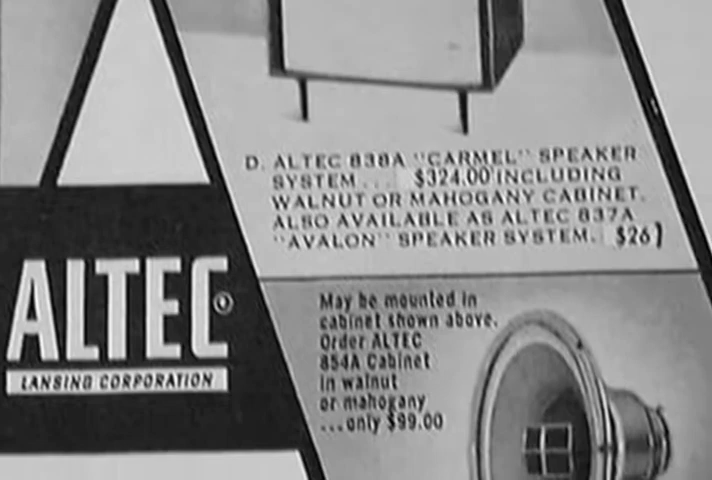 D. ALTEC 838A "CARMEL" SPEAKER
SYSTEM... $324.00 INCLUDING
WALNUT OR MAHOGANY CABINET.
ALSO AVAILABLE AS ALTEC 837A
"AVALON" SPEAKER SYSTEM.
ALTEC
LANSING CORPORATION
May be mounted in
cabinet shown above.
Order ALTEC
854A Cabinet
in walnut
or mahogany
...only $99.00